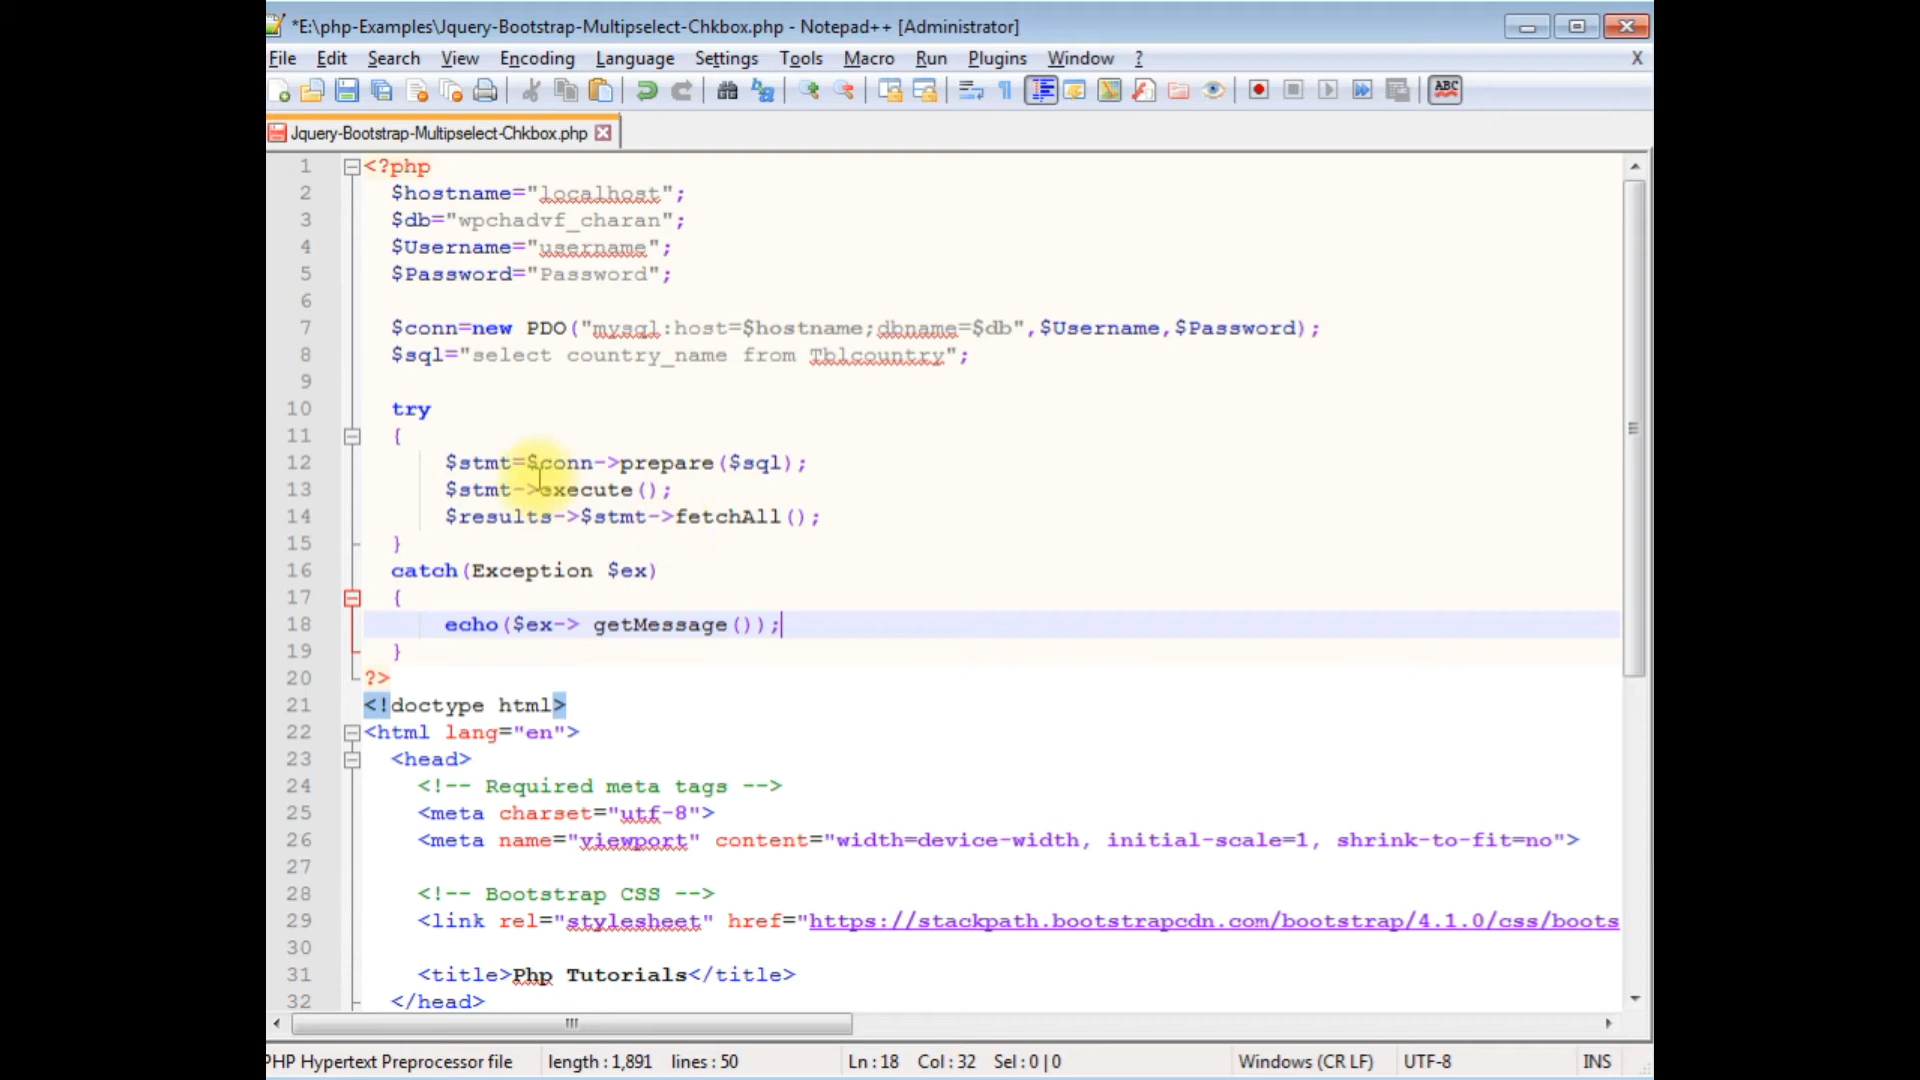 *E:\php-Examples\Jquery-Bootstrap-Multipselect-Chkbox.php - Notepad++ [Administrator]
File Edit Search View Encoding Language Settings Tools Macro Run Plugins Window ? X
ABC
Jquery-Bootstrap-Multipselect-Chkbox.php
1 <?php
2 $hostname="localhost";
3 $db="wpchadvf_charan";
4 $Username="username";
5 $Password="Password";
6
7 $conn=new PDO("mysql:host=$hostname;dbname=$db",$Username,$Password);
8 $sql="select country_name from Tblcountry";
9
10 try
11 {
12 $stmt=$conn->prepare($sql);
13 $stmt->execute();
14 $results->$stmt->fetchAll();
15 }
16 catch(Exception $ex)
17 {
18 echo($ex-> getMessage());
19 }
20 ?>
21 <!doctype html>
22 <html lang="en">
23 <head>
24 <!-- Required meta tags -->
25 <meta charset="utf-8">
26 <meta name="viewport" content="width=device-width, initial-scale=1, shrink-to-fit=no">
27
28 <!-- Bootstrap CSS -->
29 <link rel="stylesheet" href="https://stackpath.bootstrapcdn.com/bootstrap/4.1.0/css/boots
30
31 <title>Php Tutorials</title>
32 </head>
PHP Hypertext Preprocessor file length : 1,891 lines : 50 Ln : 18 Col : 32 Sel : 0 | 0 Windows (CR LF) UTF-8 INS